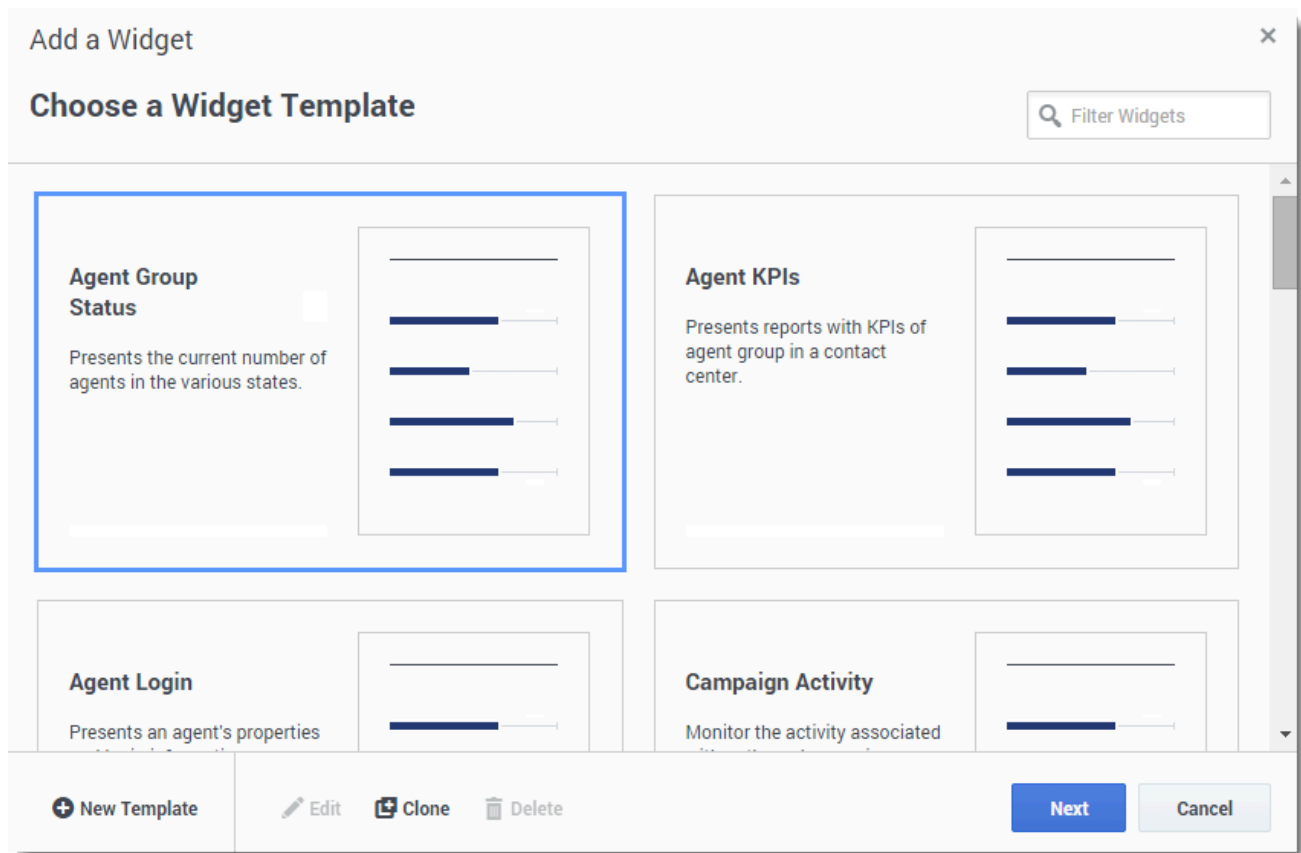 Add a Widget
Choose a Widget Template
Filter Widgets
Agent Group
Status
Presents the current number of
agents in the various states.
Agent KPIs
Presents reports with KPIs of
agent group in a contact
center.
Agent Login
Presents an agent's properties
Campaign Activity
Monitor the activity associated
New Template
Edit
Clone
Delete
Next
Cancel